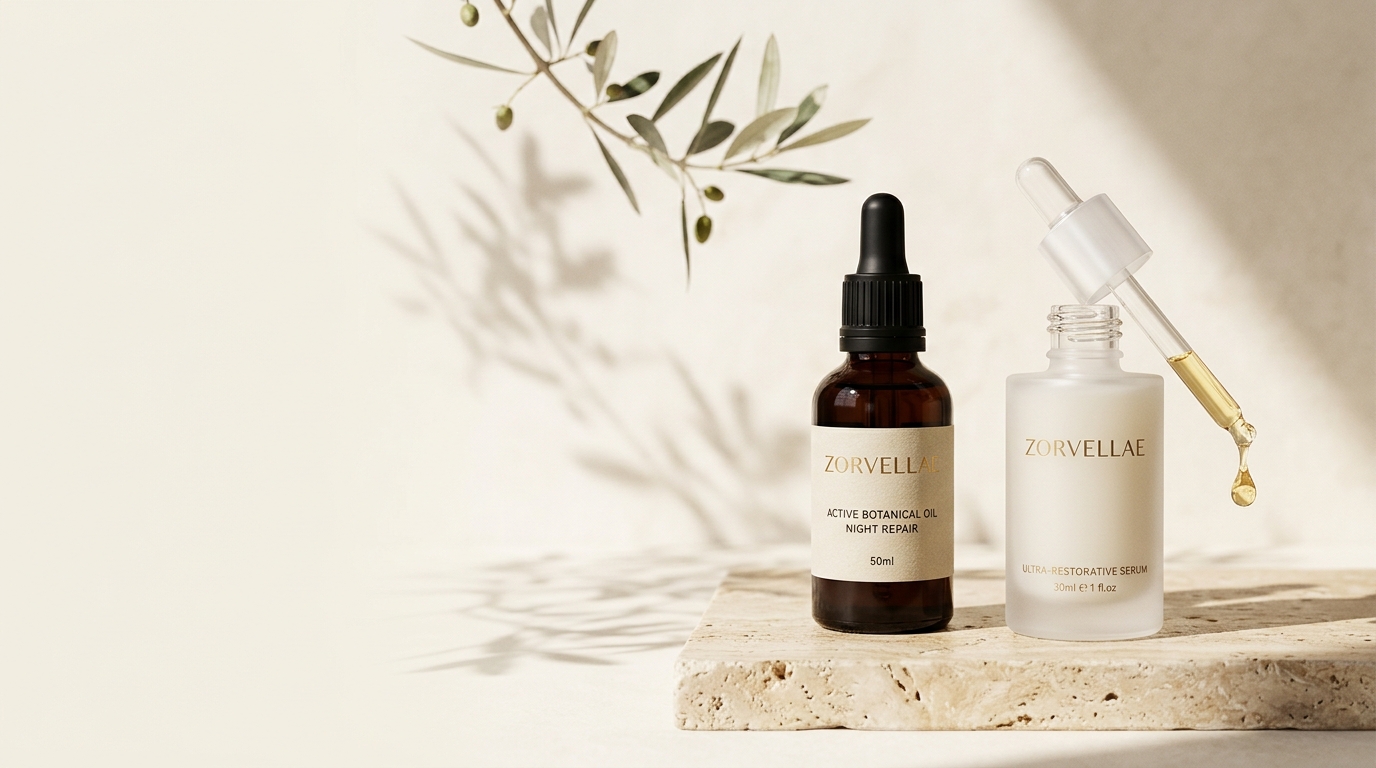 ZORVELLAE
ACTIVE BOTANICAL OIL
NIGHT REPAIR
50ml
ZORVELLAE
ULTRA-RESTORATIVE SERUM
30ml ℮ 1 fl.oz